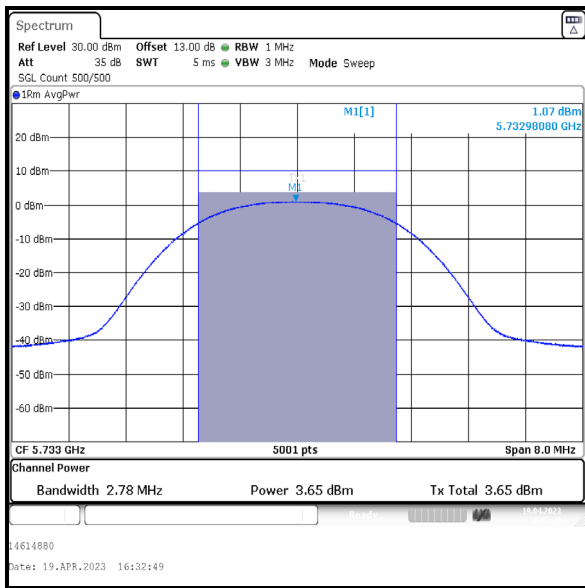 Spectrum
Ref Level 30.00 dBm Offset 13.00 dB RBW 1 MHz
Att 35 dB SWT 5 ms VBW 3 MHz Mode Sweep
SGL Count 500/500
1Rm AvgPwr
M1[1] 1.07 dBm
5.73298080 GHz
20 dBm
10 dBm
M1
0 dBm
-10 dBm
-20 dBm
-30 dBm
-40 dBm
-50 dBm
-60 dBm
CF 5.733 GHz 5001 pts Span 8.0 MHz
Channel Power
Bandwidth 2.78 MHz Power 3.65 dBm Tx Total 3.65 dBm
Ready 19.04.2023
14614880
Date: 19.APR.2023 16:32:49